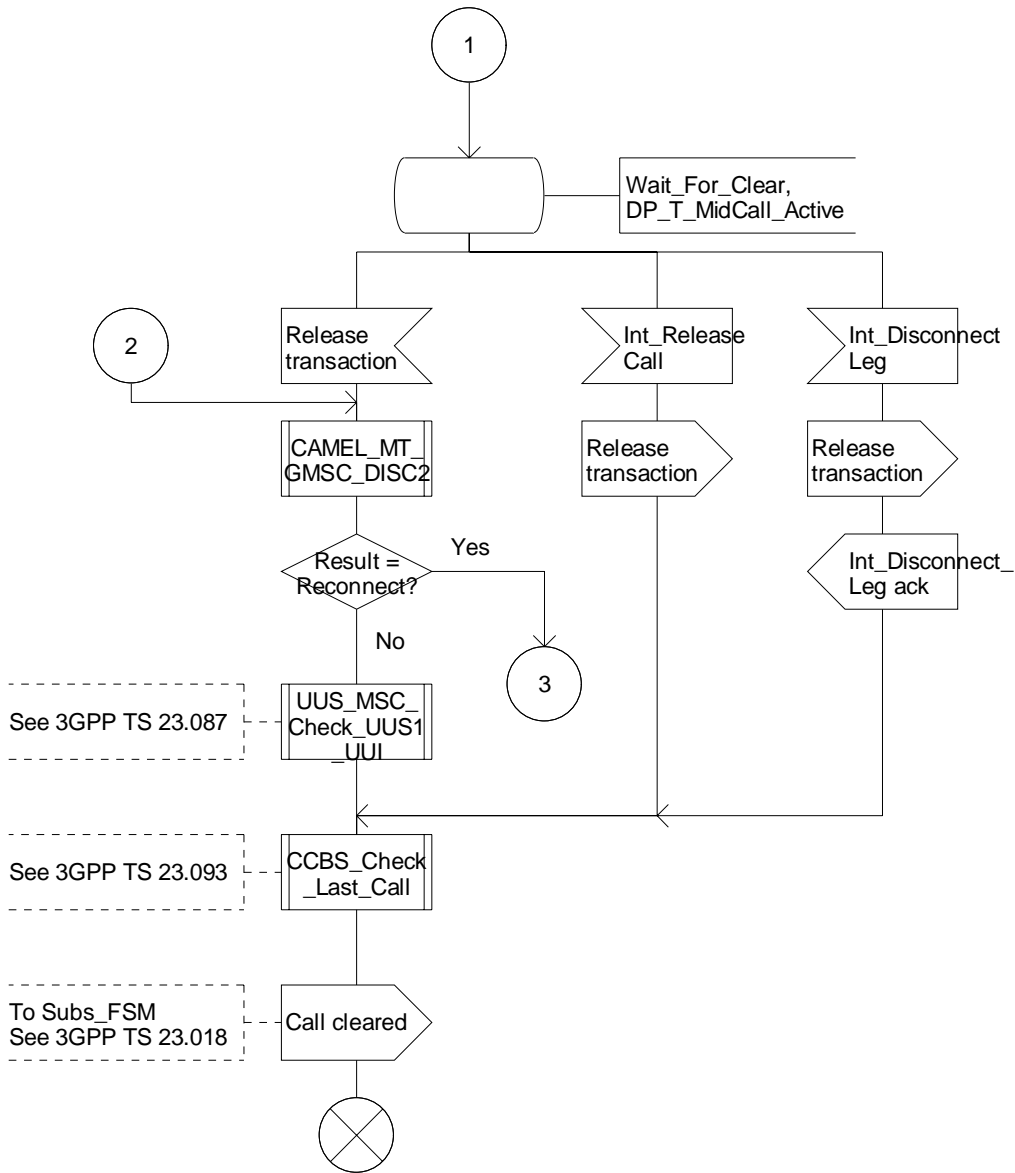 1
Wait_For_Clear,
DP_T_MidCall_Active
Release
transaction
Int_Release
Call
Int_Disconnect
Leg
2
CAMEL_MT_
GMSC_DISC2
Release
transaction
Release
transaction
Result =
Reconnect?
Yes
Int_Disconnect_
Leg ack
No
3
See 3GPP TS 23.087
UUS_MSC_
Check_UUS1
_UUI
See 3GPP TS 23.093
CCBS_Check
_Last_Call
To Subs_FSM
See 3GPP TS 23.018
Call cleared